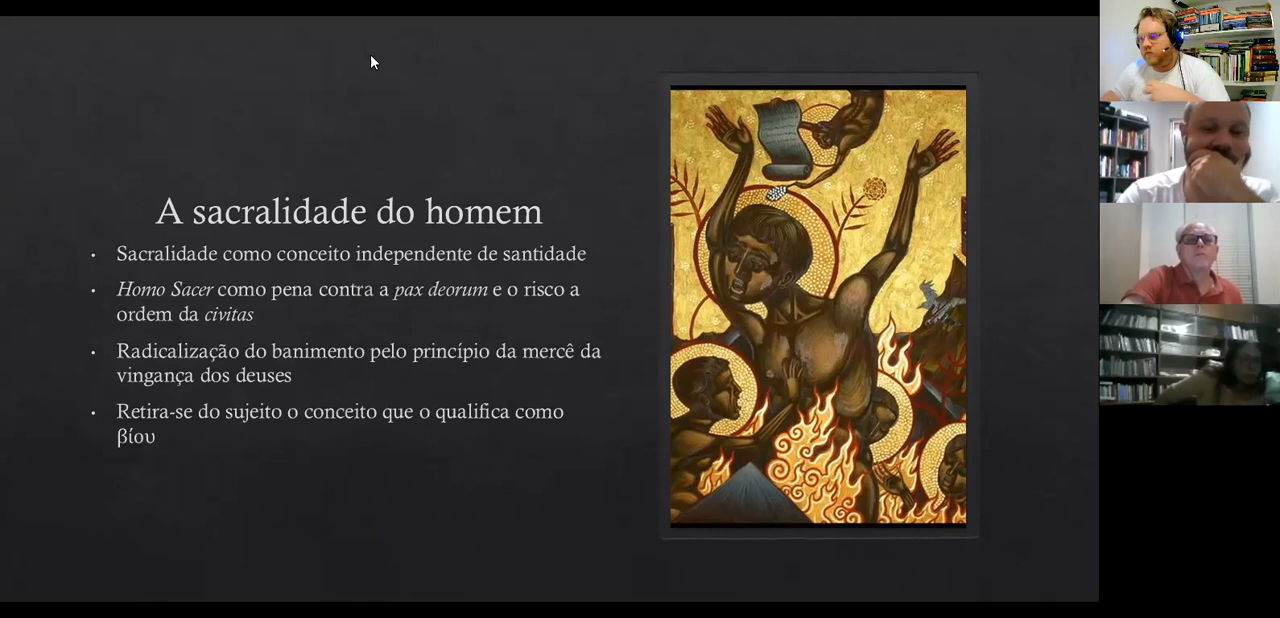 A sacralidade do homem
• Sacralidade como conceito independente de santidade
• Homo Sacer como pena contra a pax deorum e o risco a
ordem da civitas
• Radicalização do banimento pelo princípio da mercê da
vingança dos deuses
• Retira-se do sujeito o conceito que o qualifica como
βίου